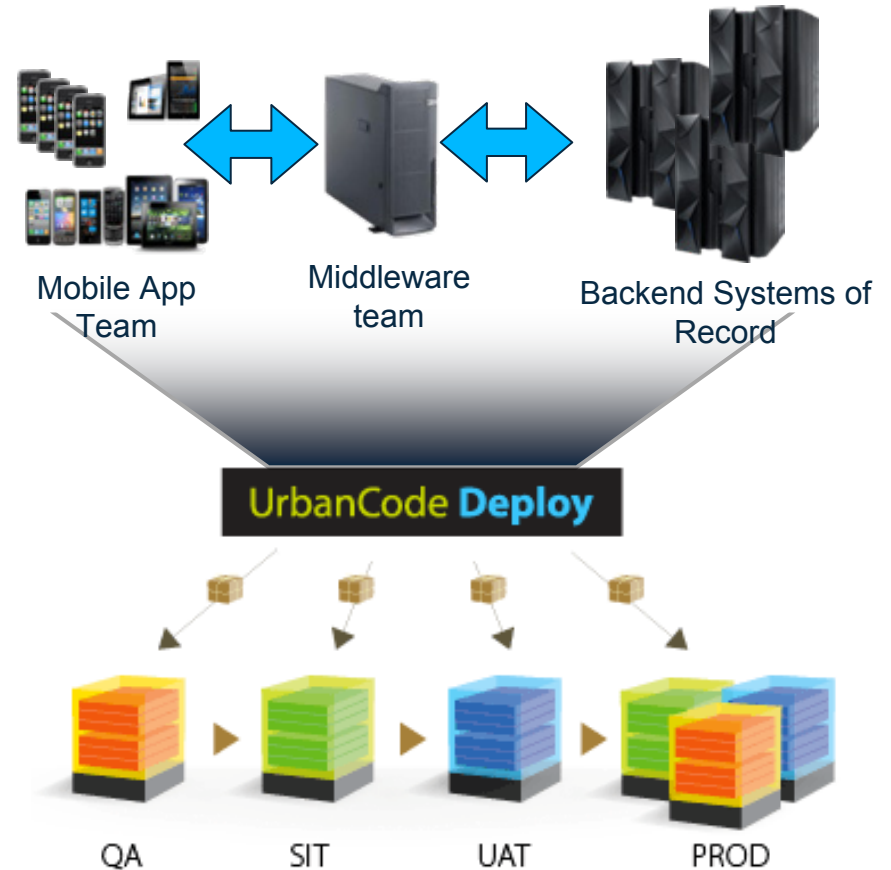 Mobile App
Team
Middleware
team
Backend Systems of
Record
UrbanCode Deploy
QA
SIT
UAT
PROD